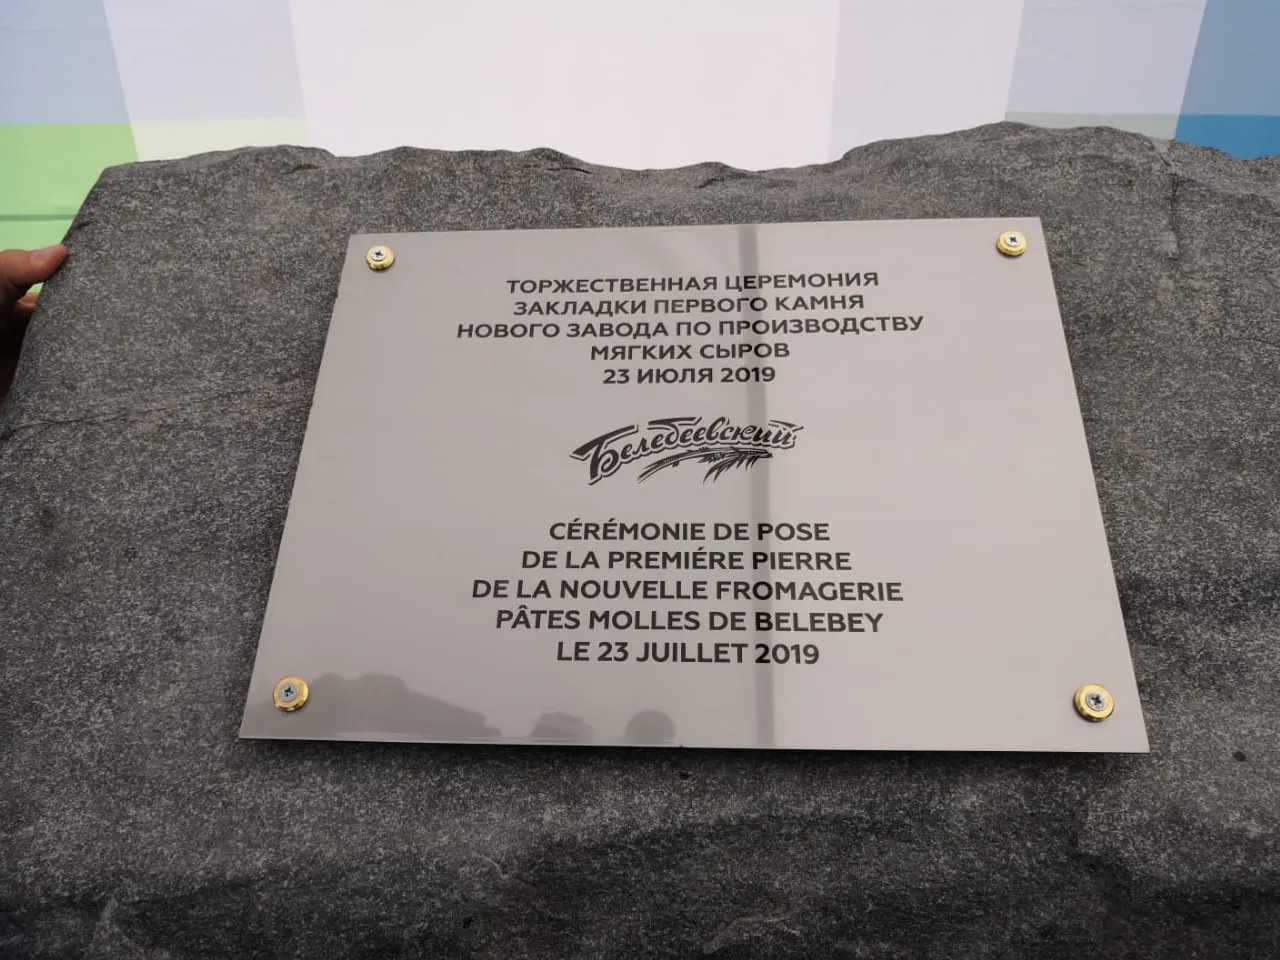 ТОРЖЕСТВЕННАЯ ЦЕРЕМОНИЯ
ЗАКЛАДКИ ПЕРВОГО КАМНЯ
НОВОГО ЗАВОДА ПО ПРОИЗВОДСТВУ
МЯГКИХ СЫРОВ
23 ИЮЛЯ 2019
Белебеевский
CÉRÉMONIE DE POSE
DE LA PREMIÉRE PIERRE
DE LA NOUVELLE FROMAGERIE
PÂTES MOLLES DE BELEBEY
LE 23 JUILLET 2019